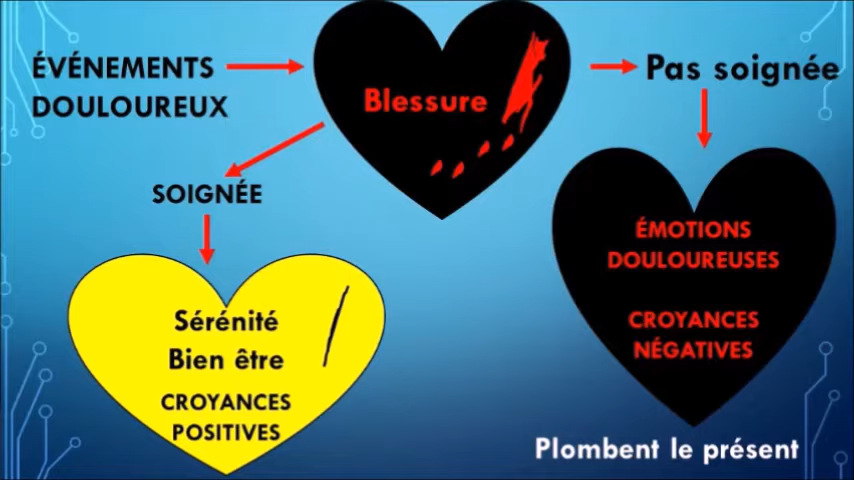 ÉVÉNEMENTS
DOULOUREUX
Blessure
Pas soignée
SOIGNÉE
Sérénité
Bien être
CROYANCES
POSITIVES
ÉMOTIONS
DOULOUREUSES
CROYANCES
NÉGATIVES
Plombent le présent